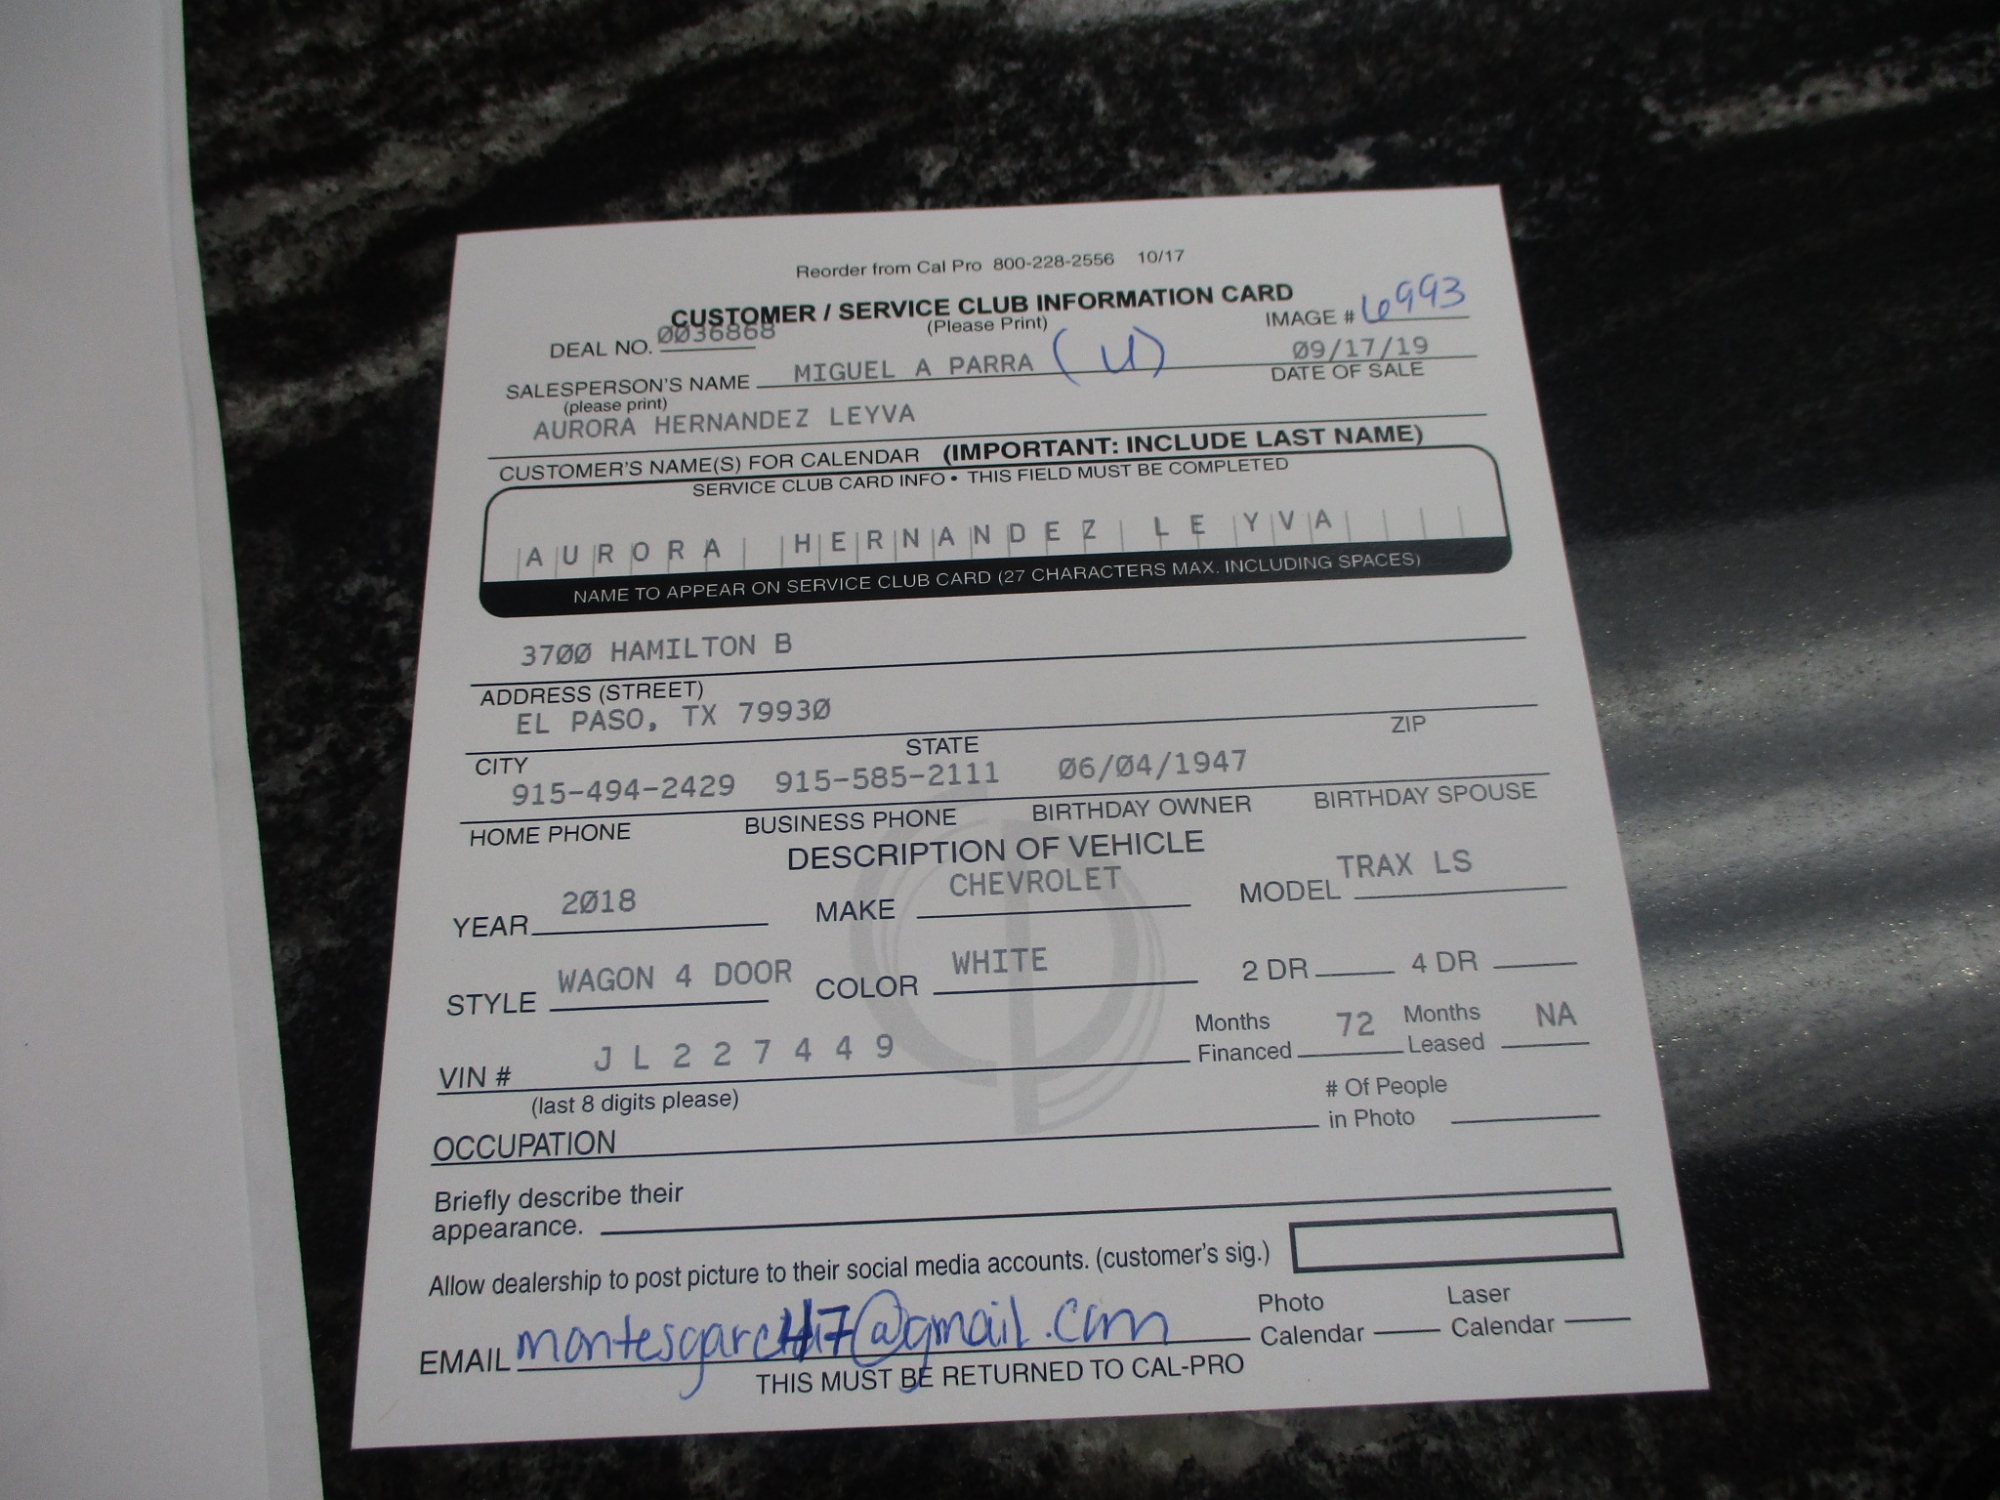 Reorder from Cal Pro 800-228-2556 10/17
CUSTOMER / SERVICE CLUB INFORMATION CARD
(Please Print)
DEAL NO. 0036868
IMAGE # 6993
SALESPERSON'S NAME MIGUEL A PARRA (U) 09/17/19
(please print) DATE OF SALE
AURORA HERNANDEZ LEYVA
CUSTOMER'S NAME(S) FOR CALENDAR (IMPORTANT: INCLUDE LAST NAME)
SERVICE CLUB CARD INFO • THIS FIELD MUST BE COMPLETED
AURORA HERNANDEZ LEYVA
NAME TO APPEAR ON SERVICE CLUB CARD (27 CHARACTERS MAX. INCLUDING SPACES)
3700 HAMILTON B
ADDRESS (STREET)
EL PASO, TX 79930
CITY STATE ZIP
915-494-2429 915-585-2111 06/04/1947
HOME PHONE BUSINESS PHONE BIRTHDAY OWNER BIRTHDAY SPOUSE
DESCRIPTION OF VEHICLE
YEAR 2018 MAKE CHEVROLET MODEL TRAX LS
STYLE WAGON 4 DOOR COLOR WHITE 2 DR 4 DR
VIN # JL227449 Months Financed 72 Months Leased NA
(last 8 digits please)
# Of People in Photo
OCCUPATION
Briefly describe their
appearance.
Allow dealership to post picture to their social media accounts. (customer's sig.)
EMAIL Photo Calendar Laser Calendar
THIS MUST BE RETURNED TO CAL-PRO